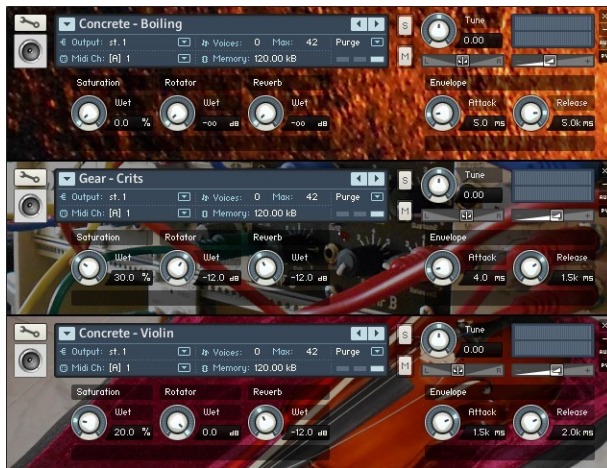 Concrete - Boiling
Output: st.1 Voices: 0 Max: 42 Purge
Midi Ch: [A] 1 Memory: 120.00 kB
S
M
Tune
0.00
L R - +
Saturation Rotator Reverb Envelope
Wet Wet Wet Attack Release
0.0 % -oo dB -oo dB 5.0 ms 5.0k ms
Gear - Crits
Output: st.1 Voices: 0 Max: 42 Purge
Midi Ch: [A] 1 Memory: 120.00 kB
S
M
Tune
0.00
L R - +
Saturation Rotator Reverb Envelope
Wet Wet Wet Attack Release
30.0 % -12.0 dB -12.0 dB 4.0 ms 1.5k ms
Concrete - Violin
Output: st.1 Voices: 0 Max: 42 Purge
Midi Ch: [A] 1 Memory: 120.00 kB
S
M
Tune
0.00
L R - +
Saturation Rotator Reverb Envelope
Wet Wet Wet Attack Release
20.0 % 0.0 dB -12.0 dB 1.5k ms 2.0k ms